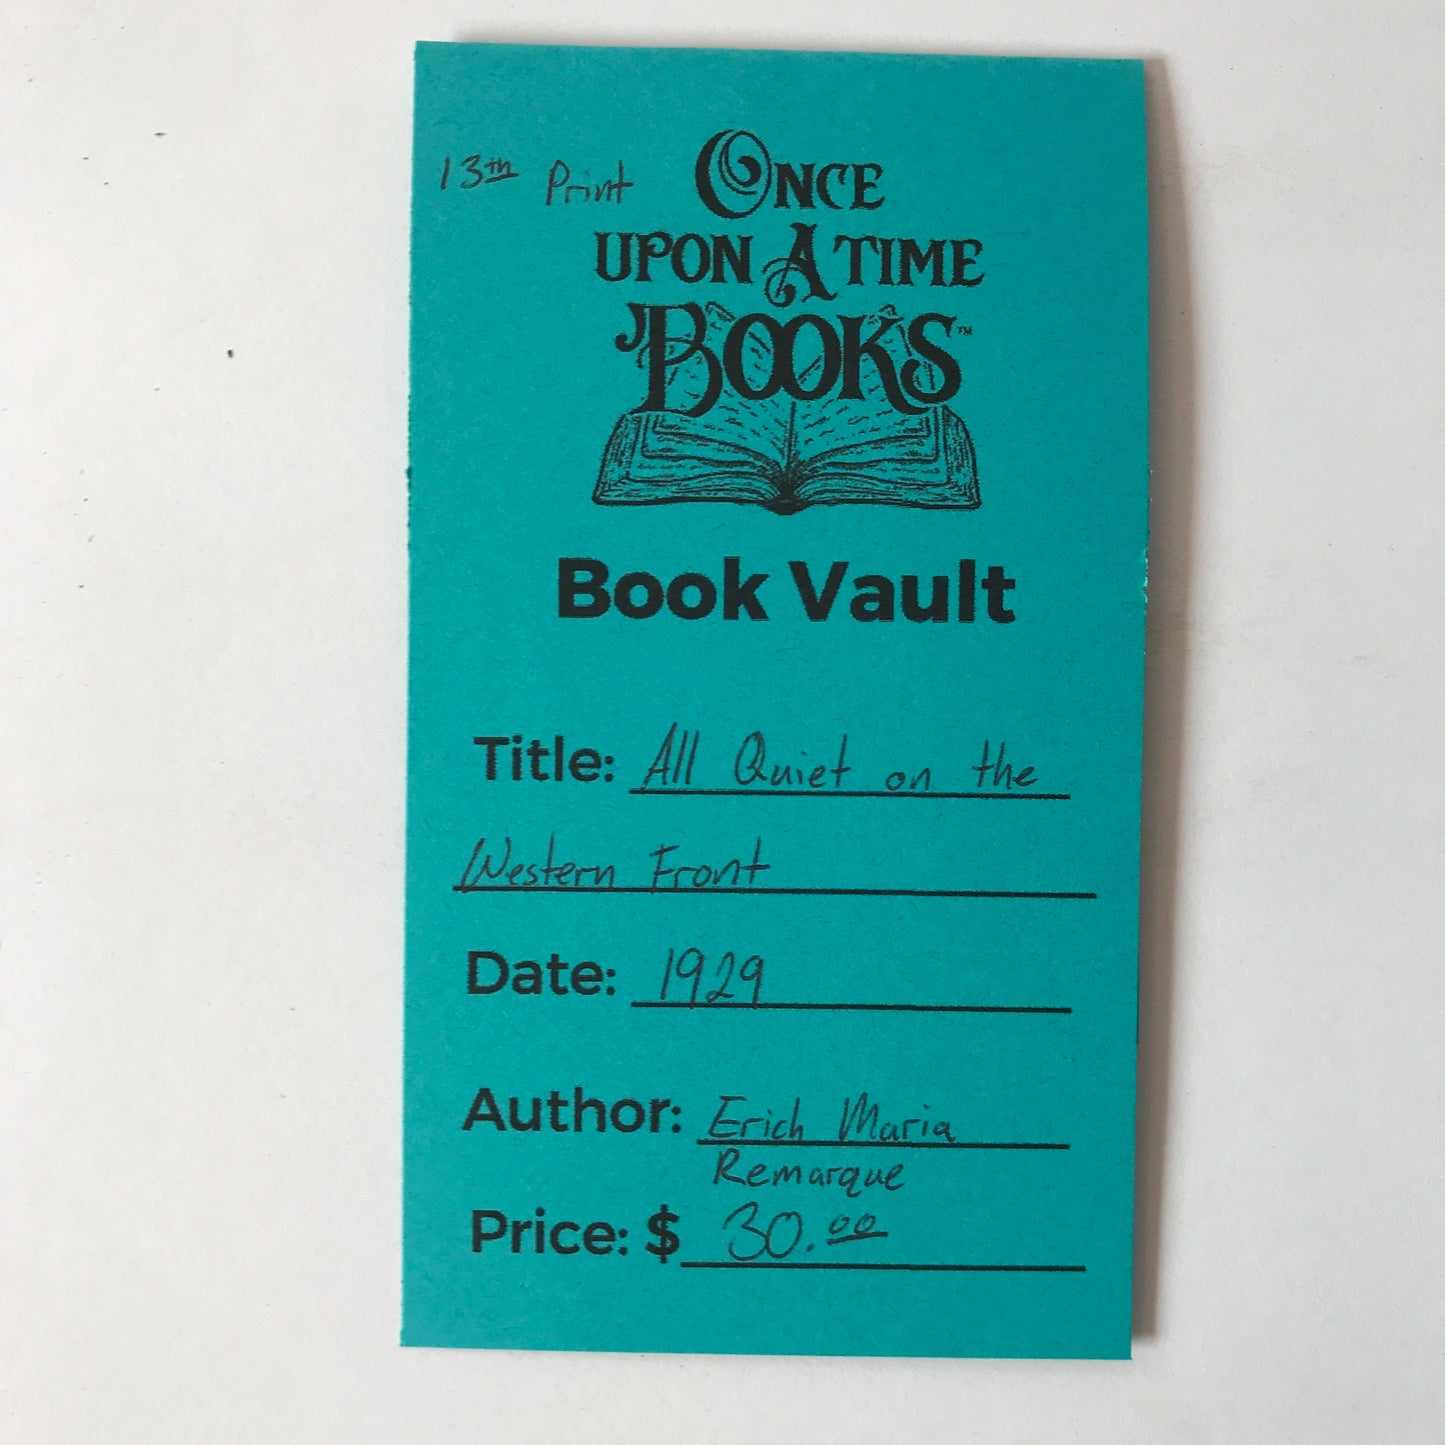 13th Print
ONCE
UPON A TIME
BOOKS™
Book Vault
Title: All Quiet on the
Western Front
Date: 1929
Author: Erich Maria
Remarque
Price: $ 30.00